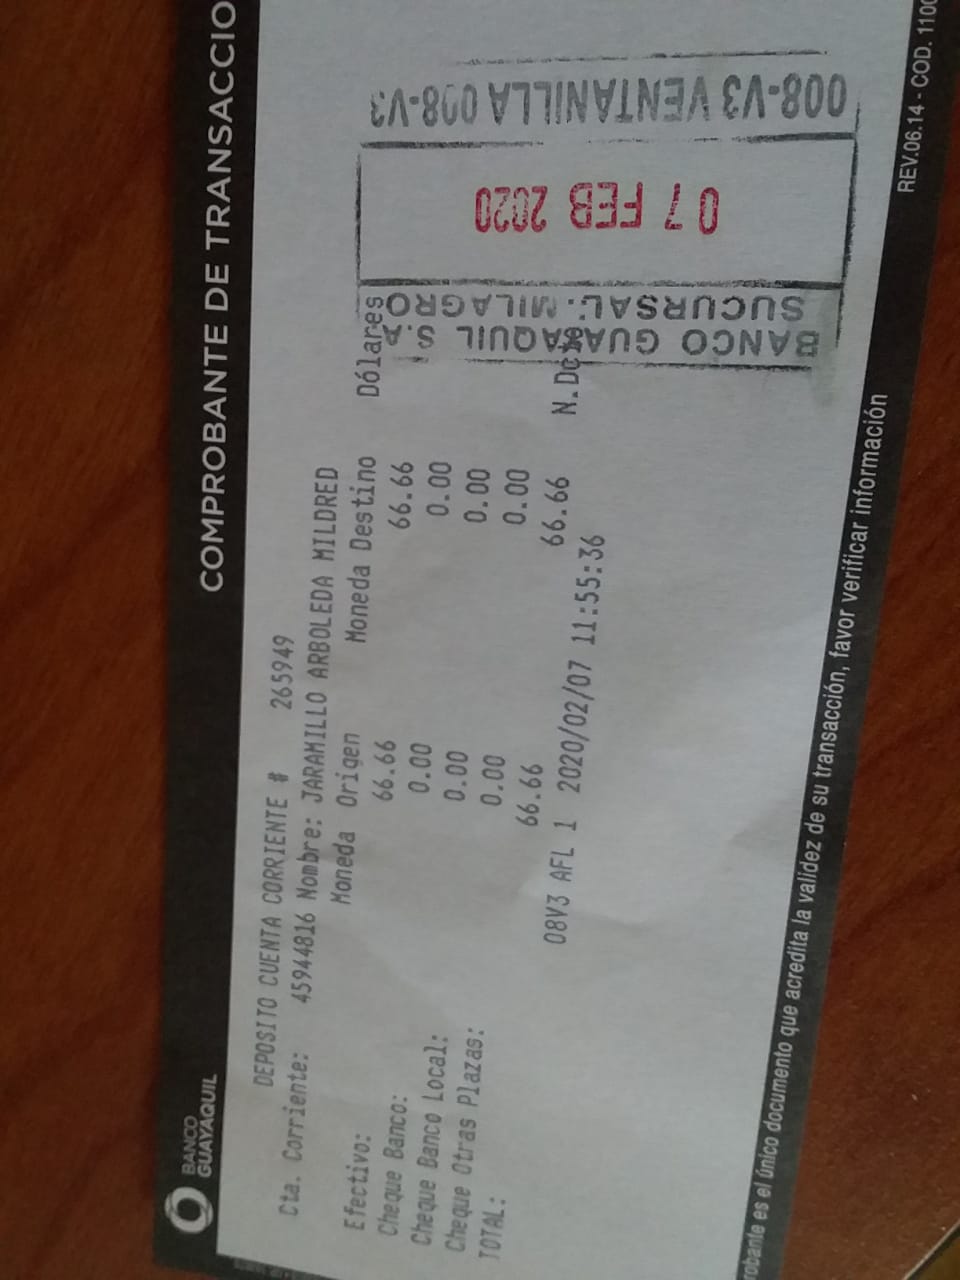 BANCO
GUAYAQUIL
COMPROBANTE DE TRANSACCIO
DEPOSITO CUENTA CORRIENTE # 265949
Cta. Corriente: 45944816 Nombre: JARAMILLO ARBOLEDA MILDRED
Moneda Origen Moneda Destino Dólares
Efectivo: 66.66 66.66
Cheque Banco: 0.00 0.00
Cheque Banco Local: 0.00 0.00
Cheque Otras Plazas: 0.00 0.00
TOTAL: 66.66 66.66 N.
08V3 AFL 1 2020/02/07 11:55:36
BANCO GUAYAQUIL S.A.
SUCURSAL: MILAGRO
07 FEB 2020
008-V3 VENTANILLA 008-V3
robante es el único documento que acredita la validez de su transacción, favor verificar información
REV.06.14 - COD. 1100